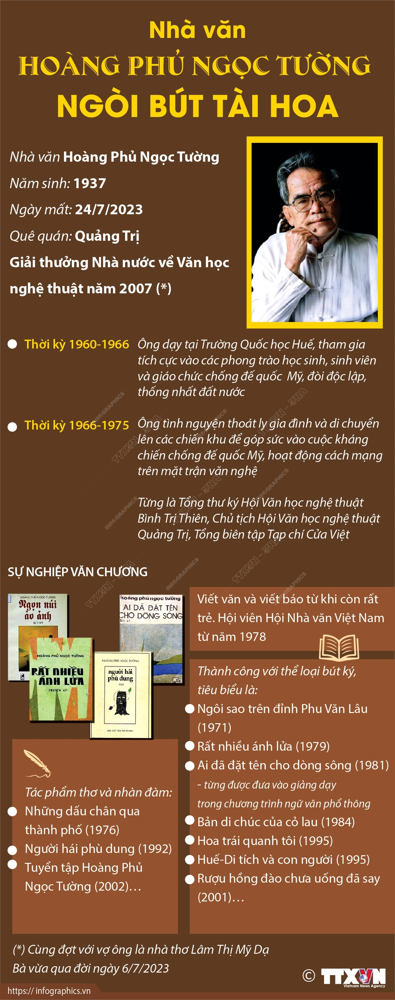 Nhà văn
HOÀNG PHỦ NGỌC TƯỜNG
NGÒI BÚT TÀI HOA
Nhà văn Hoàng Phủ Ngọc Tường
Năm sinh: 1937
Ngày mất: 24/7/2023
Quê quán: Quảng Trị
Giải thưởng Nhà nước về Văn học
nghệ thuật năm 2007 (*)
Thời kỳ 1960-1966
Ông dạy tại Trường Quốc học Huế, tham gia
tích cực vào các phong trào học sinh, sinh viên
và giáo chức chống đế quốc Mỹ, đòi độc lập,
thống nhất đất nước
Thời kỳ 1966-1975
Ông tình nguyện thoát ly gia đình và di chuyển
lên các chiến khu để góp sức vào cuộc kháng
chiến chống đế quốc Mỹ, hoạt động cách mạng
trên mặt trận văn nghệ
Từng là Tổng thư ký Hội Văn học nghệ thuật
Bình Trị Thiên, Chủ tịch Hội Văn học nghệ thuật
Quảng Trị, Tổng biên tập Tạp chí Cửa Việt
SỰ NGHIỆP VĂN CHƯƠNG
HOÀNG PHỦ NGỌC TƯỜNG
Ngọn núi
ảo ảnh
BÚT KÝ
hoàng phủ ngọc tường
AI ĐÃ ĐẶT TÊN
CHO DÒNG SÔNG
Bút ký
HOÀNG PHỦ NGỌC TƯỜNG
RẤT NHIỀU
ÁNH LỬA
TRUYỆN KÝ
HOÀNG PHỦ NGỌC TƯỜNG
người hái
phù dung
THƠ
NHÀ XUẤT BẢN THUẬN HÓA
Viết văn và viết báo từ khi còn rất
trẻ. Hội viên Hội Nhà văn Việt Nam
từ năm 1978
Thành công với thể loại bút ký,
tiêu biểu là:
Ngôi sao trên đỉnh Phu Văn Lâu
(1971)
Rất nhiều ánh lửa (1979)
Ai đã đặt tên cho dòng sông (1981)
- từng được đưa vào giảng dạy
trong chương trình ngữ văn phổ thông
Bản di chúc của cỏ lau (1984)
Hoa trái quanh tôi (1995)
Huế-Di tích và con người (1995)
Rượu hồng đào chưa uống đã say
(2001)...
Tác phẩm thơ và nhàn đàm:
Những dấu chân qua
thành phố (1976)
Người hái phù dung (1992)
Tuyển tập Hoàng Phủ
Ngọc Tường (2002)...
(*) Cùng đợt với vợ ông là nhà thơ Lâm Thị Mỹ Dạ
Bà vừa qua đời ngày 6/7/2023
© TTXVN
Vietnam News Agency
https:// infographics.vn